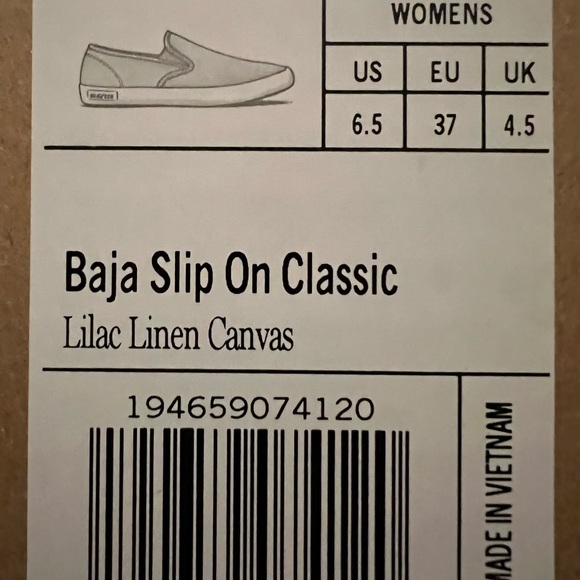 WOMENS
US EU UK
6.5 37 4.5
Baja Slip On Classic
Lilac Linen Canvas
194659074120
MADE IN VIETNAM